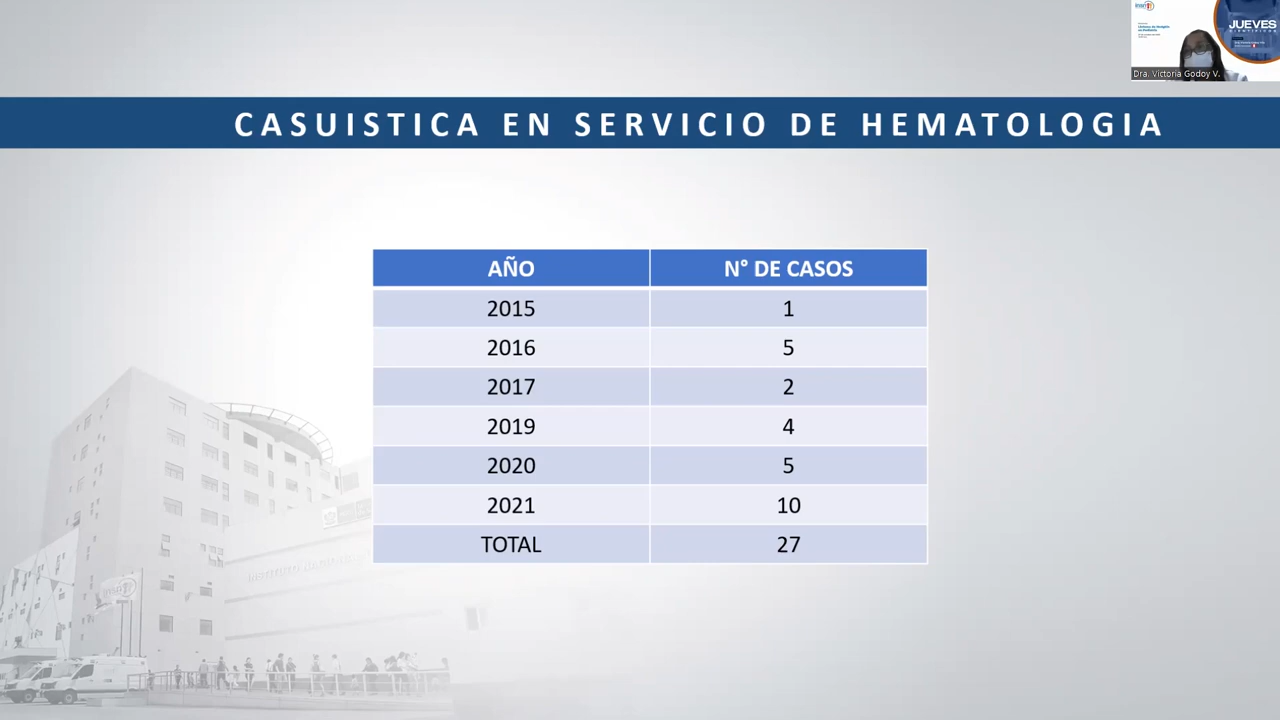 JUEVES
CIENTÍFICOS
Dra. Victoria Godoy V.
CASUISTICA EN SERVICIO DE HEMATOLOGIA
AÑO N° DE CASOS
2015 1
2016 5
2017 2
2019 4
2020 5
2021 10
TOTAL 27